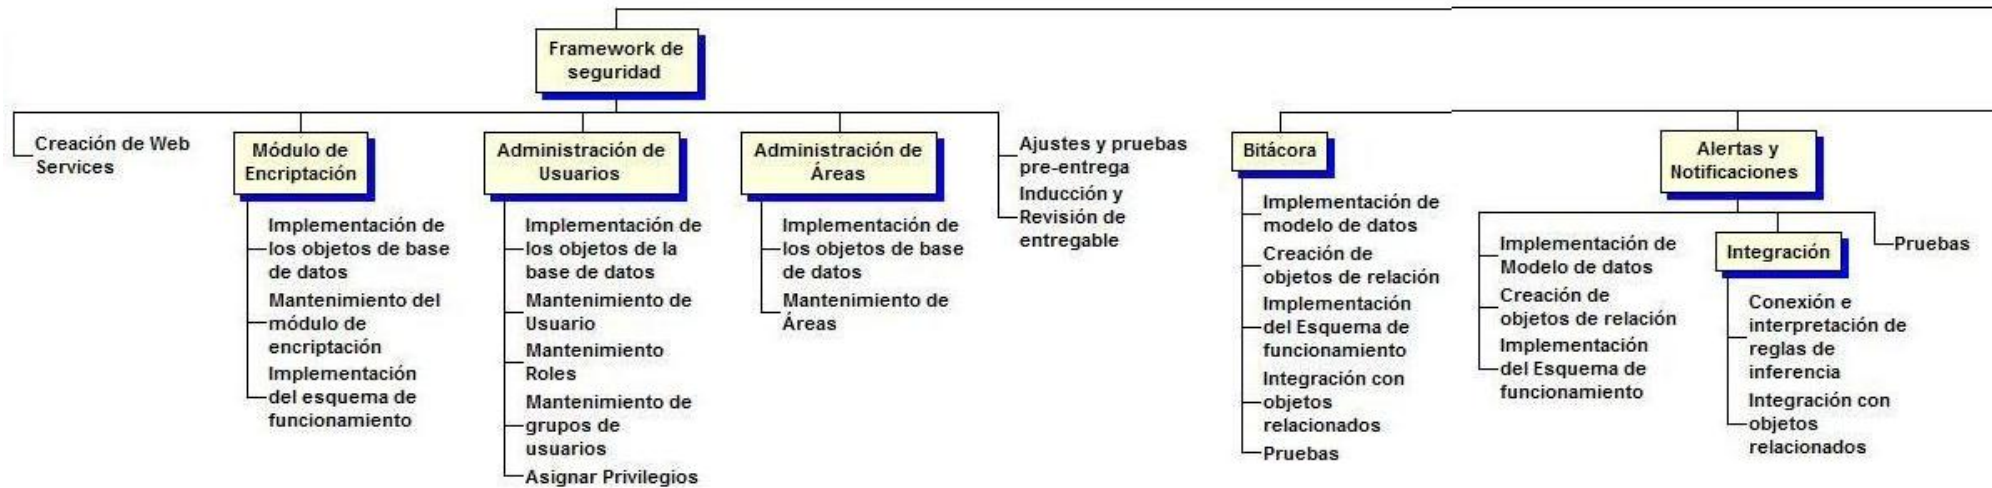 Framework de
seguridad
Creación de Web
Services
Módulo de
Encriptación
Implementación de
los objetos de base
de datos
Mantenimiento del
módulo de
encriptación
Implementación
del esquema de
funcionamiento
Administración de
Usuarios
Implementación de
los objetos de la
base de datos
Mantenimiento de
Usuario
Mantenimiento
Roles
Mantenimiento de
grupos de
usuarios
Asignar Privilegios
Administración de
Áreas
Implementación de
los objetos de base
de datos
Mantenimiento de
Áreas
Ajustes y pruebas
pre-entrega
Inducción y
Revisión de
entregable
Bitácora
Implementación de
modelo de datos
Creación de
objetos de relación
Implementación
del Esquema de
funcionamiento
Integración con
objetos
relacionados
Pruebas
Alertas y
Notificaciones
Implementación de
Modelo de datos
Creación de
objetos de relación
Implementación
del Esquema de
funcionamiento
Integración
Conexión e
interpretación de
reglas de
inferencia
Integración con
objetos
relacionados
Pruebas